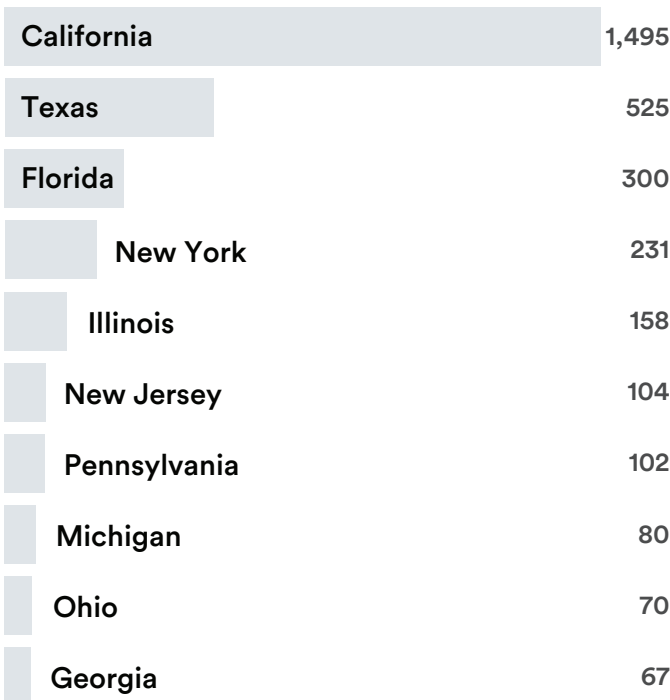 California 1,495
Texas 525
Florida 300
New York 231
Illinois 158
New Jersey 104
Pennsylvania 102
Michigan 80
Ohio 70
Georgia 67